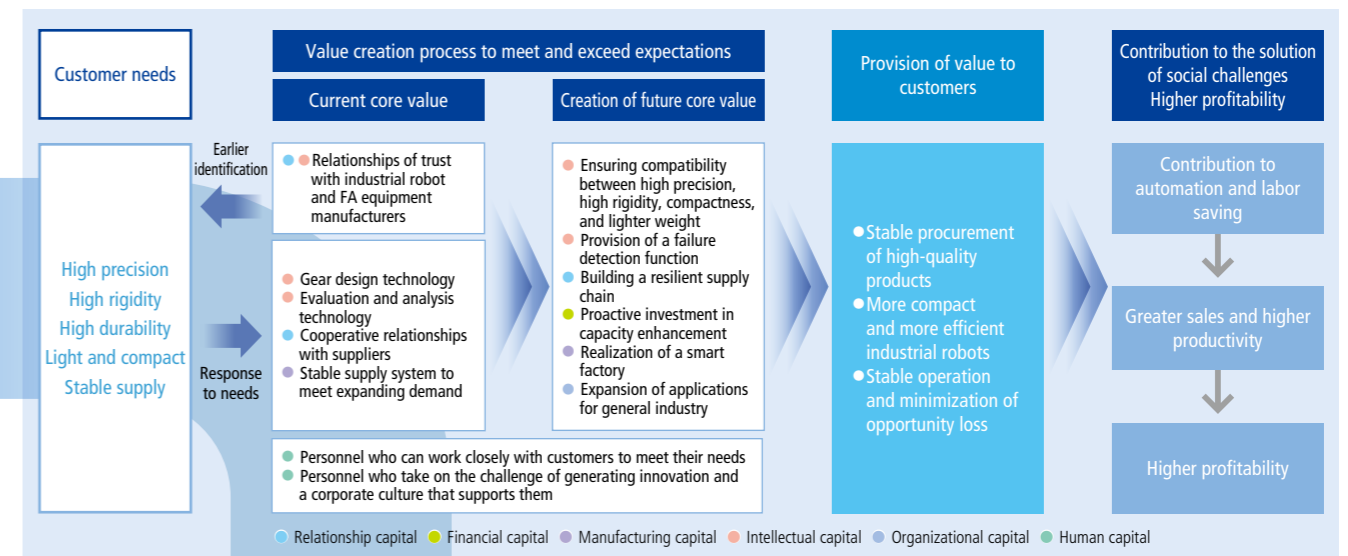 Customer needs
Value creation process to meet and exceed expectations
Current core value
Creation of future core value
Provision of value to
customers
Contribution to the solution
of social challenges
Higher profitability
High precision
High rigidity
High durability
Light and compact
Stable supply
Earlier
identification
Response
to needs
Relationships of trust
with industrial robot
and FA equipment
manufacturers
Gear design technology
Evaluation and analysis
technology
Cooperative relationships
with suppliers
Stable supply system to
meet expanding demand
Ensuring compatibility
between high precision,
high rigidity, compactness,
and lighter weight
Provision of a failure
detection function
Building a resilient supply
chain
Proactive investment in
capacity enhancement
Realization of a smart
factory
Expansion of applications
for general industry
Personnel who can work closely with customers to meet their needs
Personnel who take on the challenge of generating innovation and
a corporate culture that supports them
Stable procurement
of high-quality
products
More compact
and more efficient
industrial robots
Stable operation
and minimization of
opportunity loss
Contribution to
automation and labor
saving
Greater sales and higher
productivity
Higher profitability
Relationship capital
Financial capital
Manufacturing capital
Intellectual capital
Organizational capital
Human capital